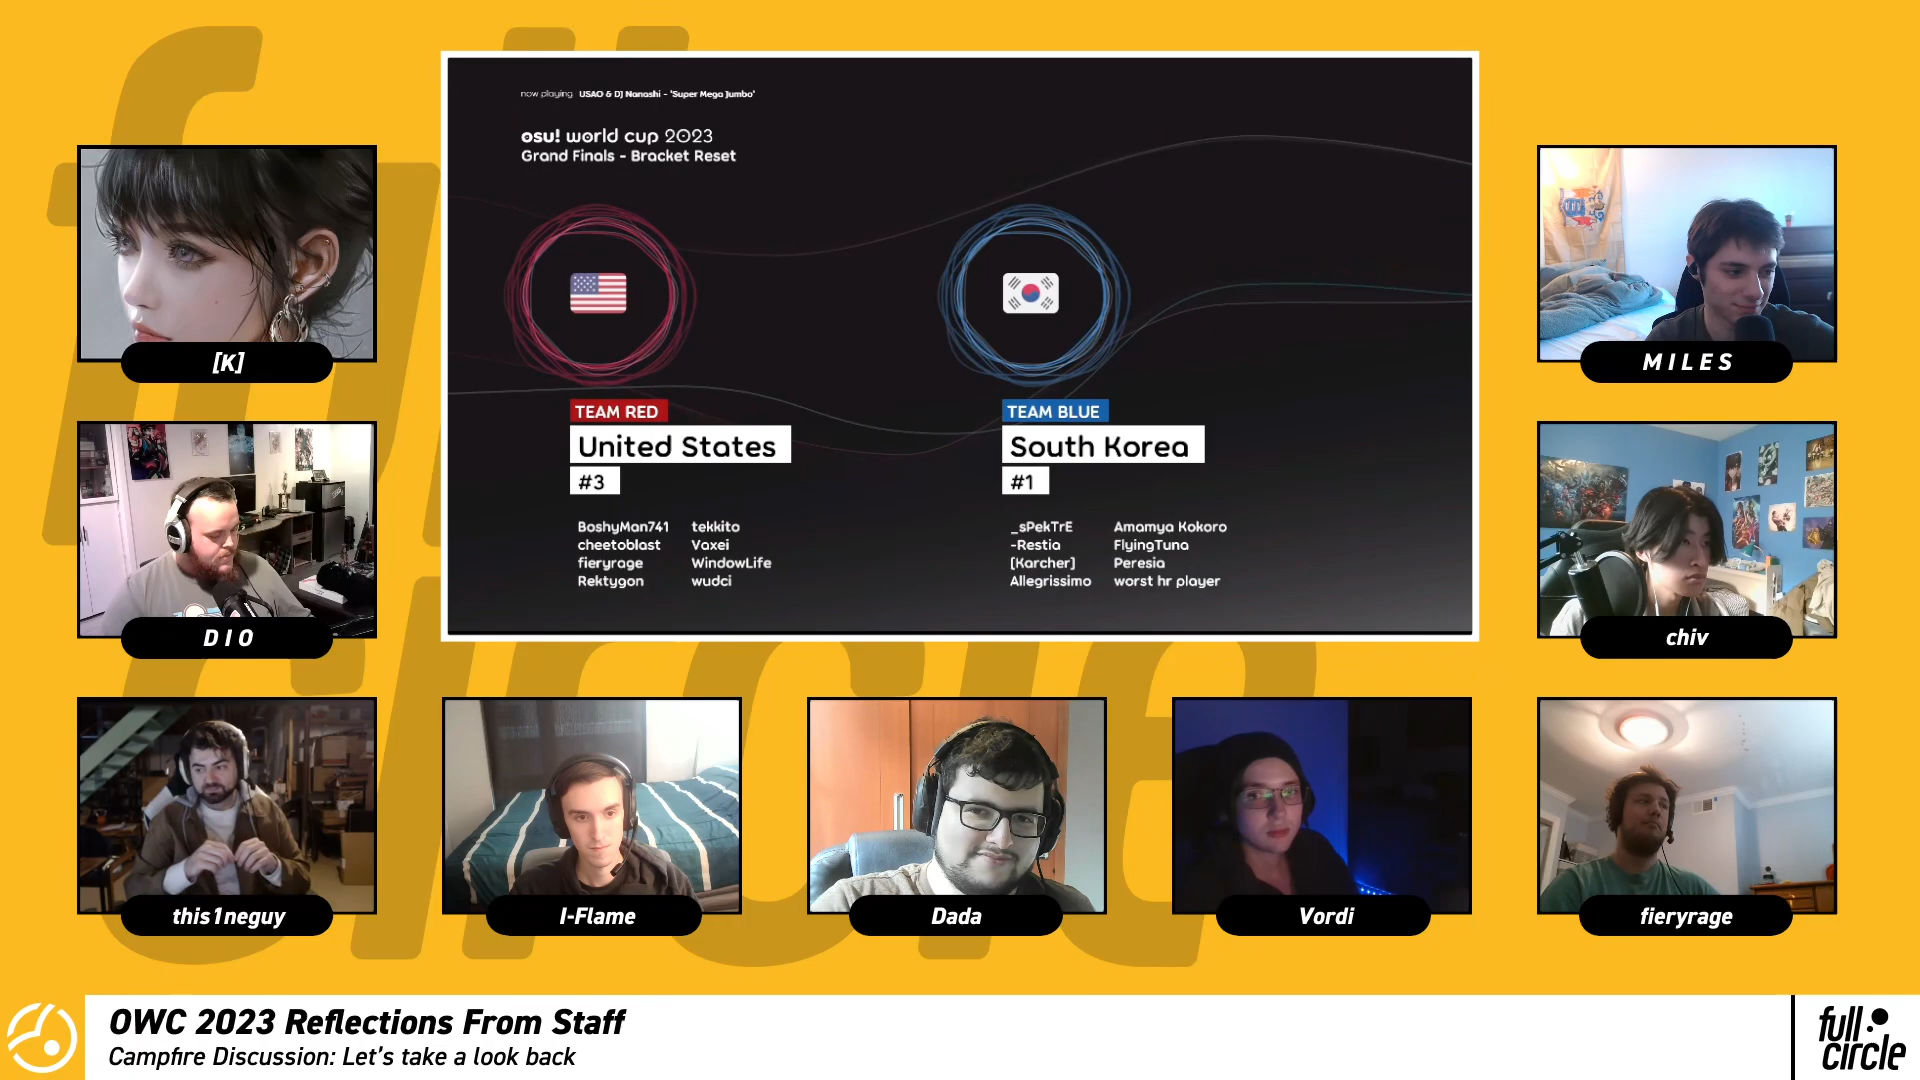 now playing USAO & DJ Nanashi - 'Super Mega Jumbo'
osu! world cup 2023
Grand Finals - Bracket Reset
TEAM RED
United States
#3
BoshyMan741 tekkito
cheetoblast Vaxei
fieryrage WindowLife
Rektygon wudci
TEAM BLUE
South Korea
#1
_sPekTrE Amamya Kokoro
-Restia FlyingTuna
[Karcher] Peresia
Allegrissimo worst hr player
[K]
MILES
DIO
chiv
this1neguy
I-Flame
Dada
Vordi
fieryrage
full circle
OWC 2023 Reflections From Staff
Campfire Discussion: Let's take a look back
full
circle